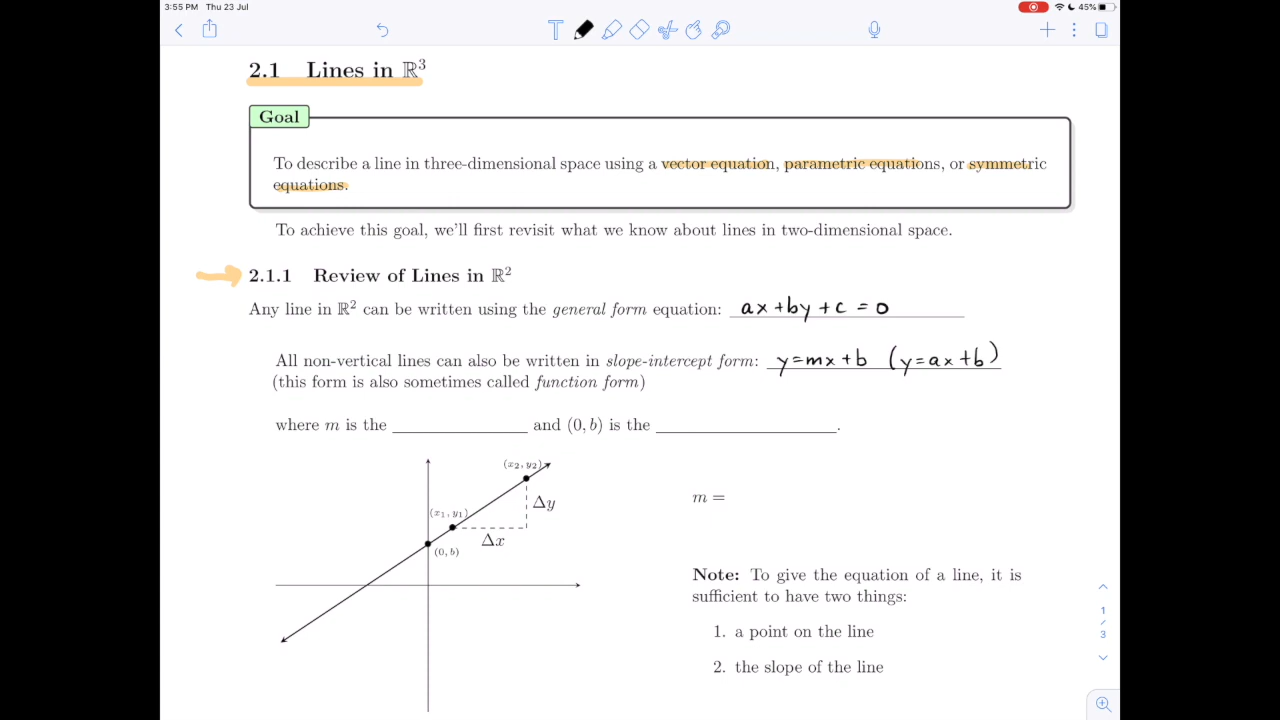 3:55 PM Thu 23 Jul
45%
T
2.1 Lines in ℝ³
Goal
To describe a line in three-dimensional space using a vector equation, parametric equations, or symmetric
equations.
To achieve this goal, we'll first revisit what we know about lines in two-dimensional space.
2.1.1 Review of Lines in ℝ²
Any line in ℝ² can be written using the general form equation: ax+by+c=0
All non-vertical lines can also be written in slope-intercept form: y=mx+b (y=ax+b)
(this form is also sometimes called function form)
where m is the ______________ and (0, b) is the ___________________.
(x₂, y₂)
Δy
(x₁, y₁)
Δx
(0, b)
m =
Note: To give the equation of a line, it is
sufficient to have two things:
1. a point on the line
2. the slope of the line
1
/
3